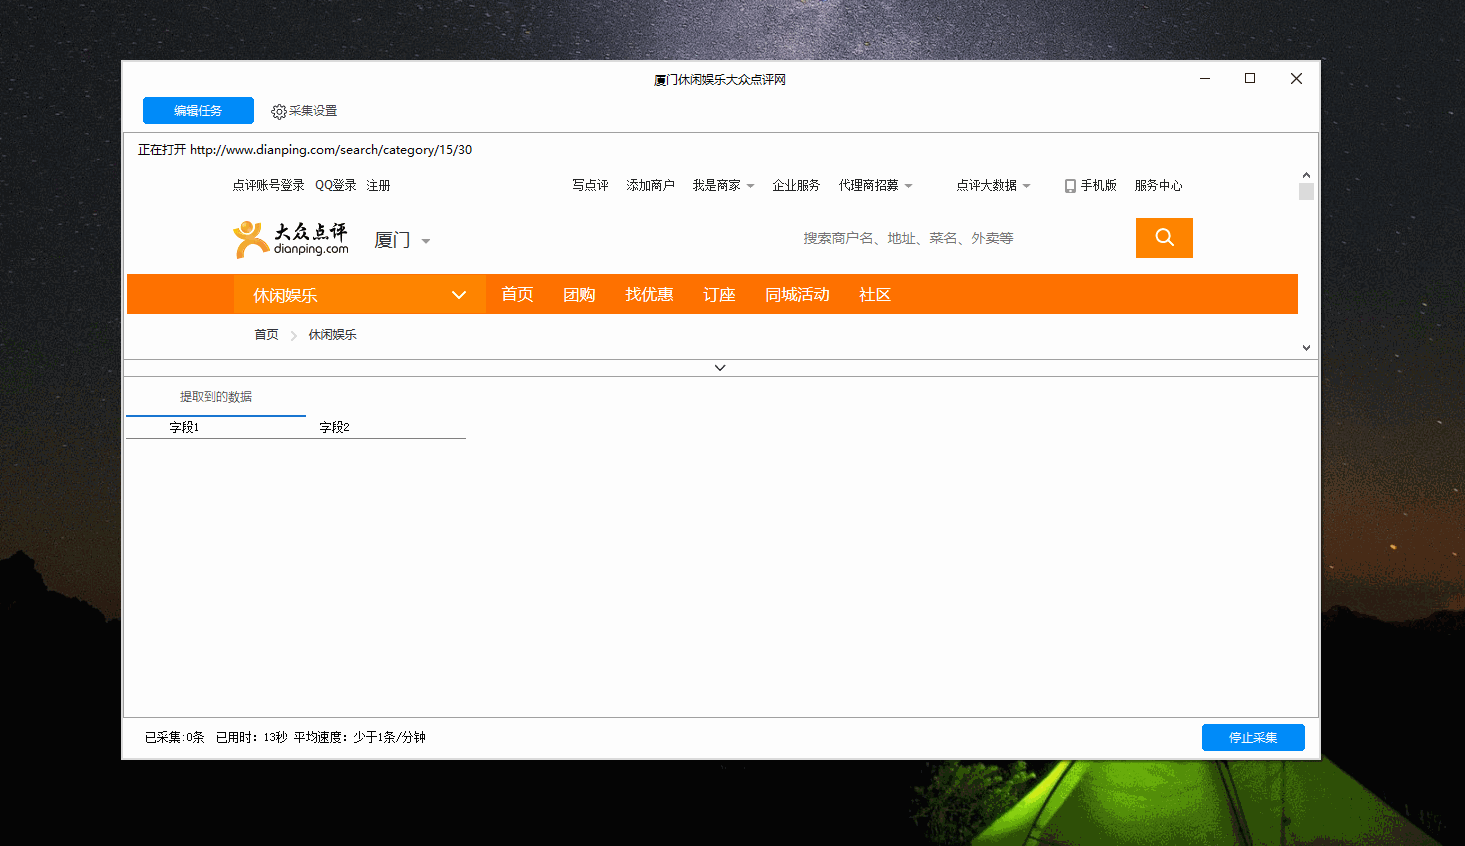 厦门休闲娱乐大众点评网
编辑任务 采集设置
正在打开 http://www.dianping.com/search/category/15/30
点评账号登录 QQ登录 注册 写点评 添加商户 我是商家 企业服务 代理商招募 点评大数据 手机版 服务中心
大众点评
dianping.com
厦门 搜索商户名、地址、菜名、外卖等
休闲娱乐 首页 团购 找优惠 订座 同城活动 社区
首页 休闲娱乐
提取到的数据
字段1 字段2
已采集:0条 已用时：13秒 平均速度：少于1条/分钟 停止采集